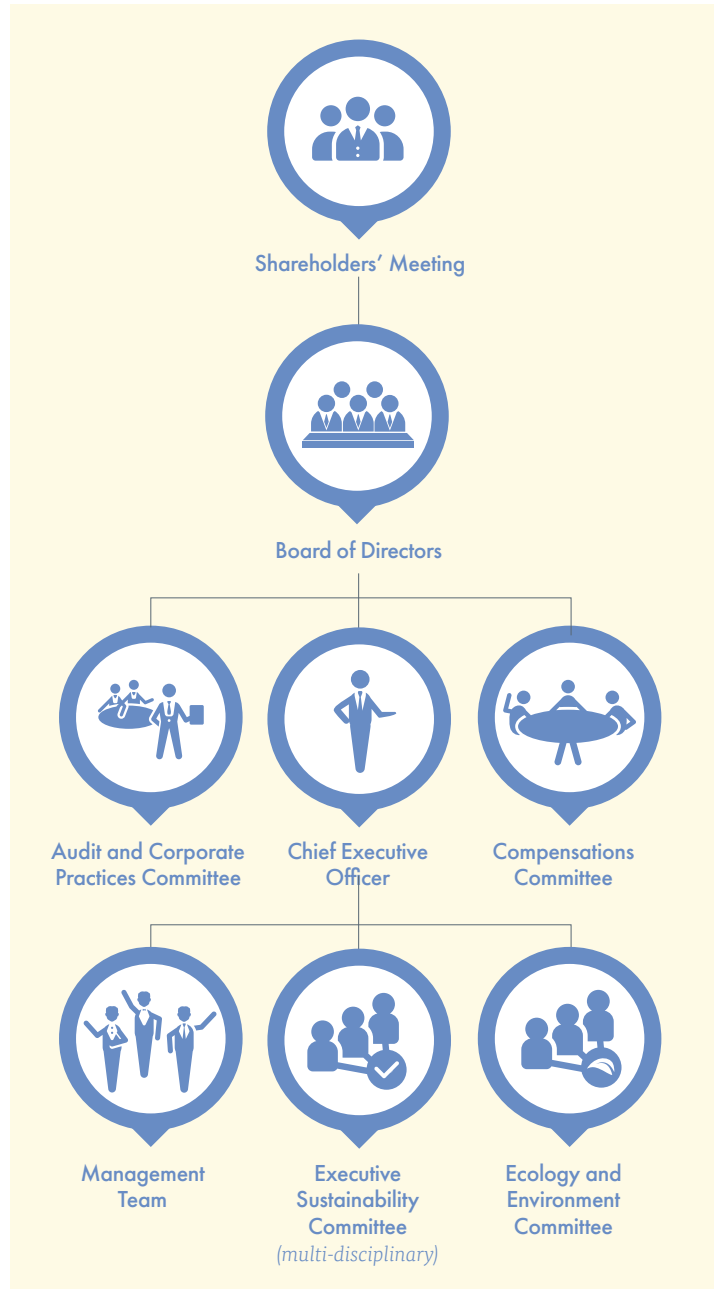 Shareholders’ Meeting
Board of Directors
Audit and Corporate
Practices Committee
Chief Executive
Officer
Compensations
Committee
Management
Team
Executive
Sustainability
Committee
(multi-disciplinary)
Ecology and
Environment
Committee